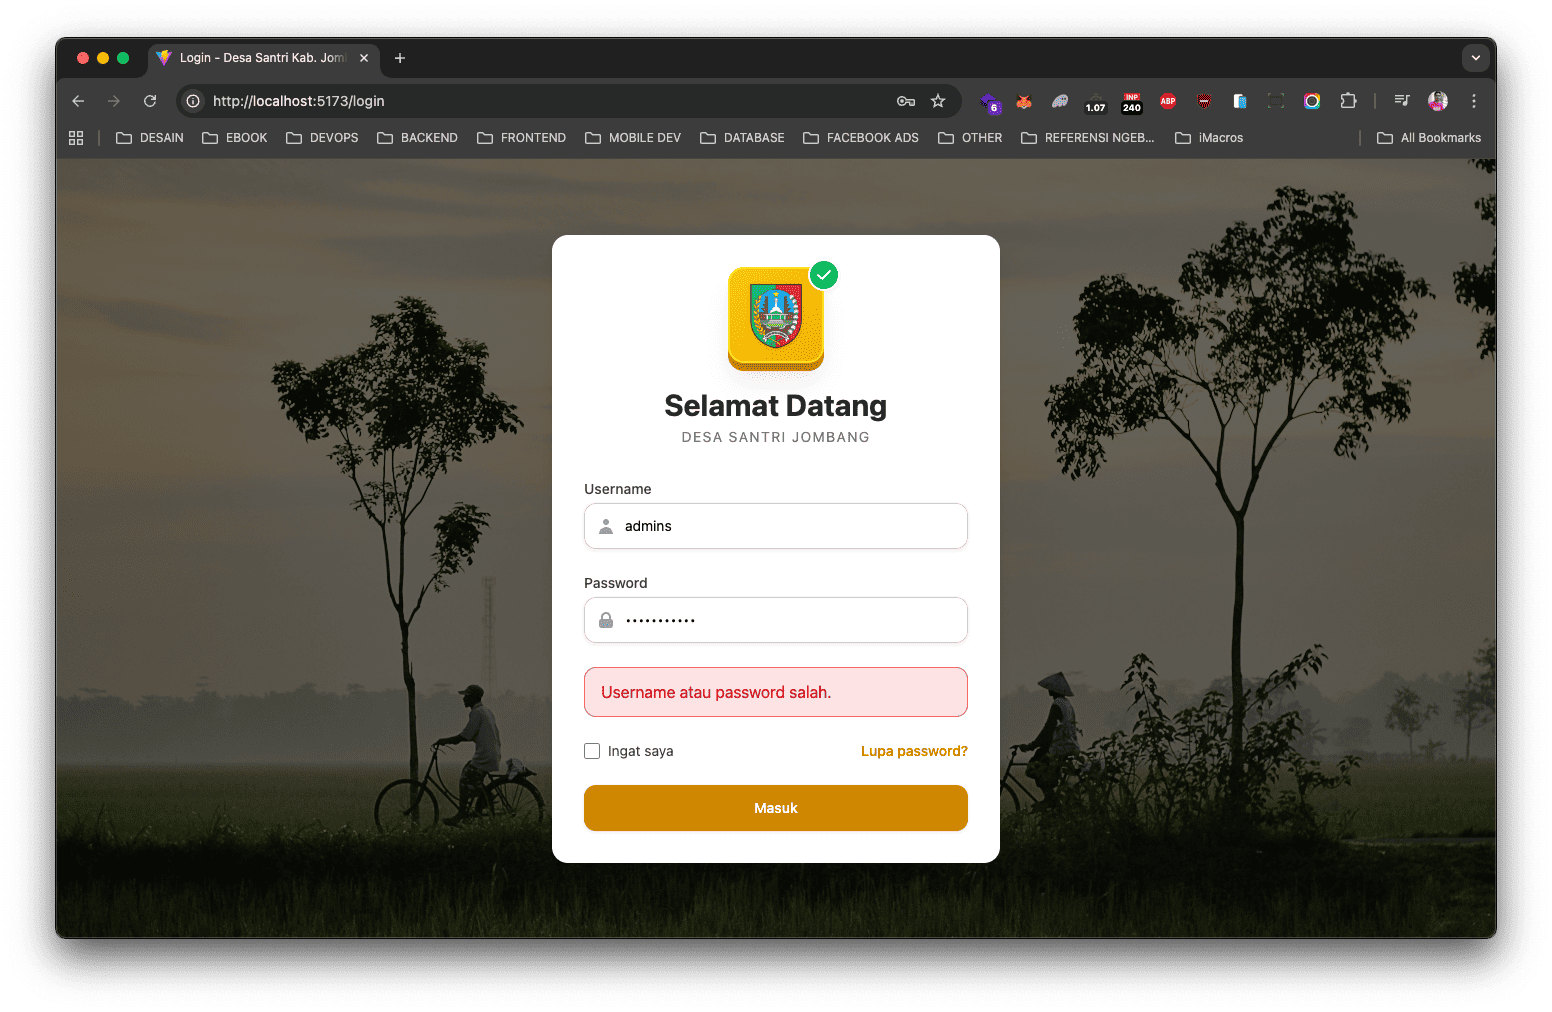 Login - Desa Santri Kab. Jom
http://localhost:5173/login
6
1.07
INP
240
ABP
DESAIN
EBOOK
DEVOPS
BACKEND
FRONTEND
MOBILE DEV
DATABASE
FACEBOOK ADS
OTHER
REFERENSI NGEB...
iMacros
All Bookmarks
Selamat Datang
DESA SANTRI JOMBANG
Username
admins
Password
Username atau password salah.
Ingat saya
Lupa password?
Masuk